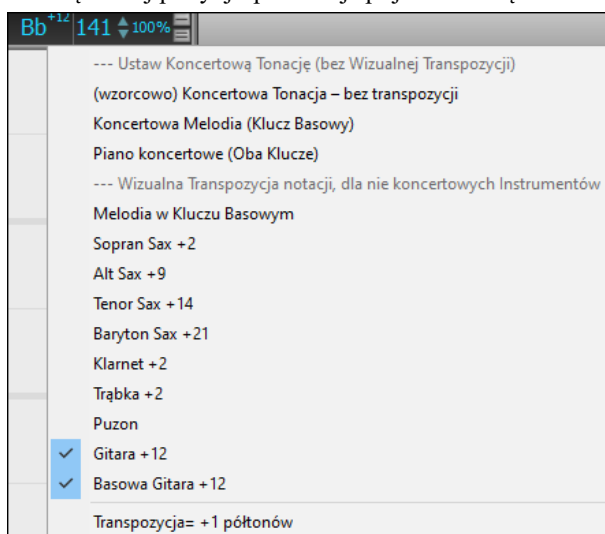 Bb+12 141 100%
--- Ustaw Koncertową Tonację (bez Wizualnej Transpozycji)
(wzorcowo) Koncertowa Tonacja – bez transpozycji
Koncertowa Melodia (Klucz Basowy)
Piano koncertowe (Oba Klucze)
--- Wizualna Transpozycja notacji, dla nie koncertowych Instrumentów
Melodia w Kluczu Basowym
Sopran Sax +2
Alt Sax +9
Tenor Sax +14
Baryton Sax +21
Klarnet +2
Trąbka +2
Puzon
Gitara +12
Basowa Gitara +12
Transpozycja= +1 półtonów